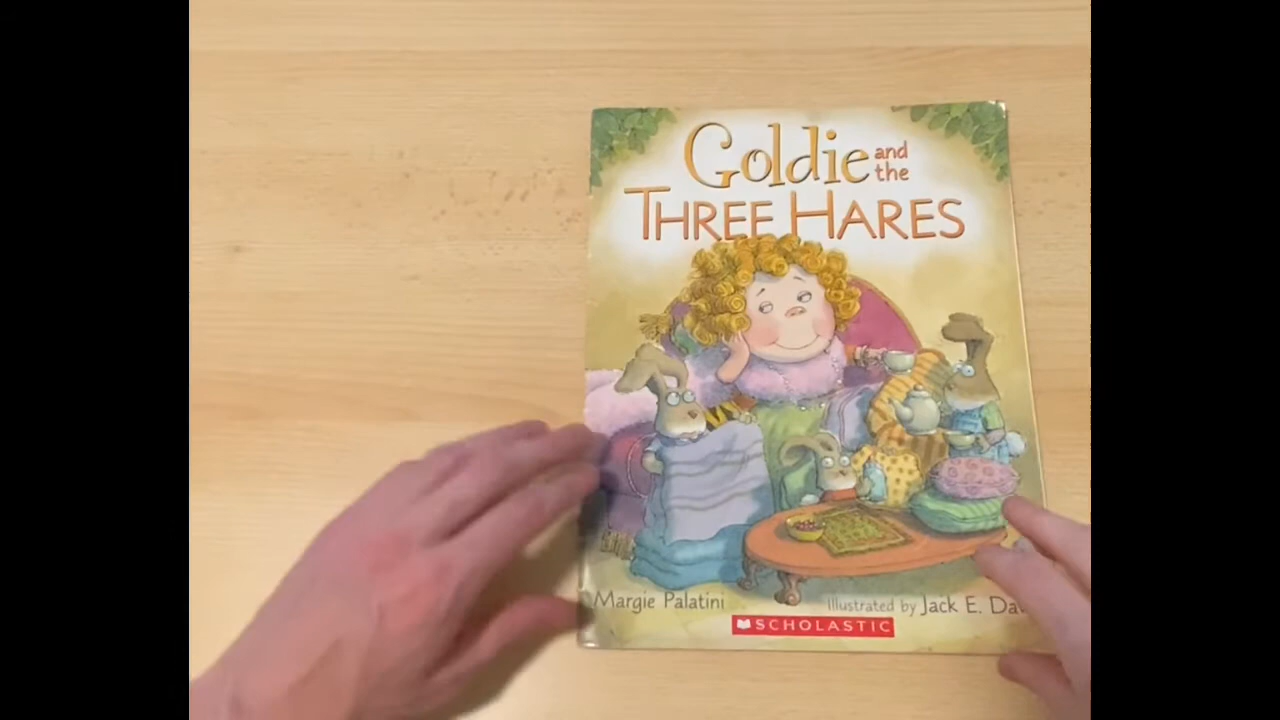 Goldie and the
THREE HARES
Margie Palatini
Illustrated by Jack E.
SCHOLASTIC